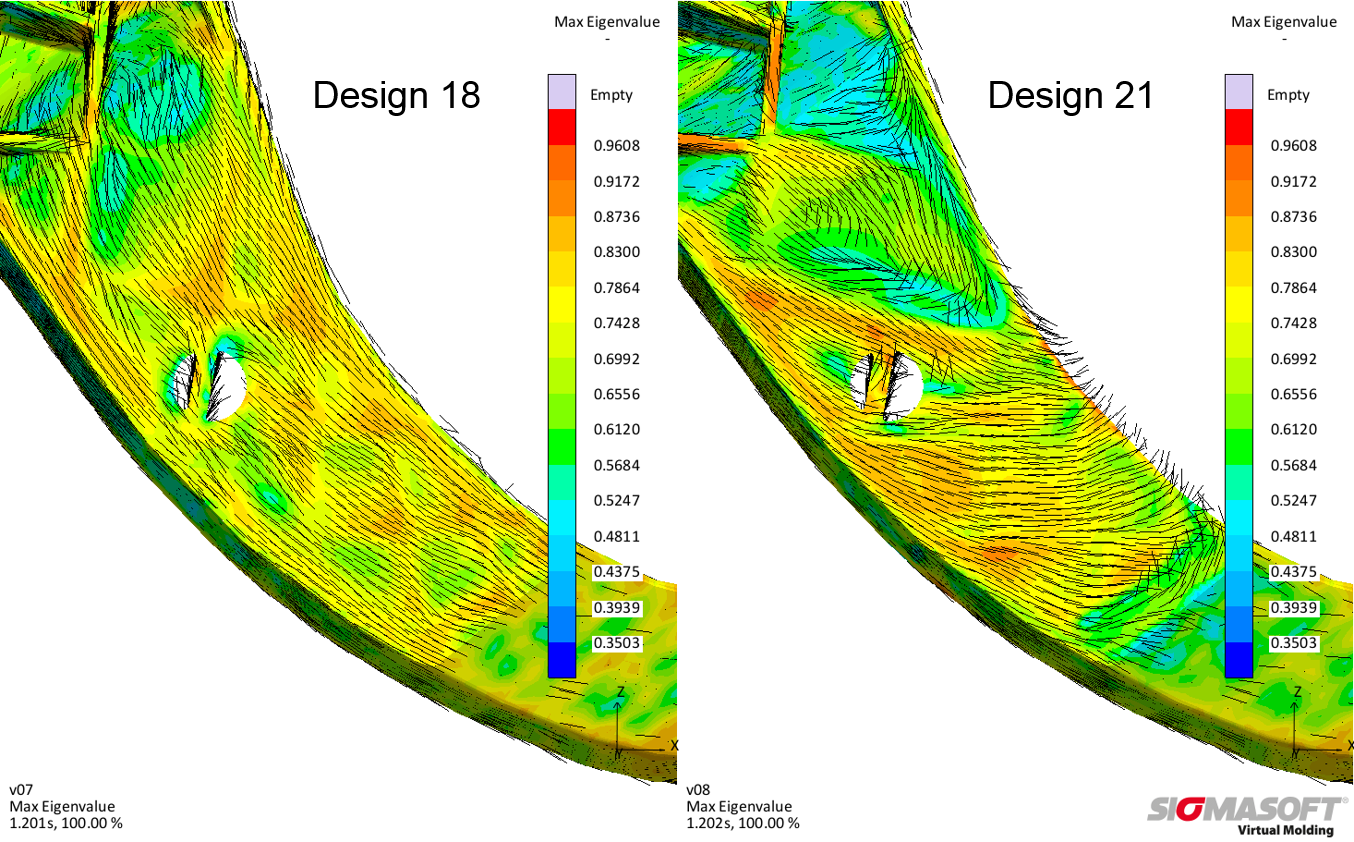 Max Eigenvalue
-
Design 18
Empty
0.9608
0.9172
0.8736
0.8300
0.7864
0.7428
0.6992
0.6556
0.6120
0.5684
0.5247
0.4811
0.4375
0.3939
0.3503
Z
X
Y
v07
Max Eigenvalue
1.201s, 100.00 %
Max Eigenvalue
-
Design 21
Empty
0.9608
0.9172
0.8736
0.8300
0.7864
0.7428
0.6992
0.6556
0.6120
0.5684
0.5247
0.4811
0.4375
0.3939
0.3503
Z
X
Y
v08
Max Eigenvalue
1.202s, 100.00 %
SIGMASOFT®
Virtual Molding